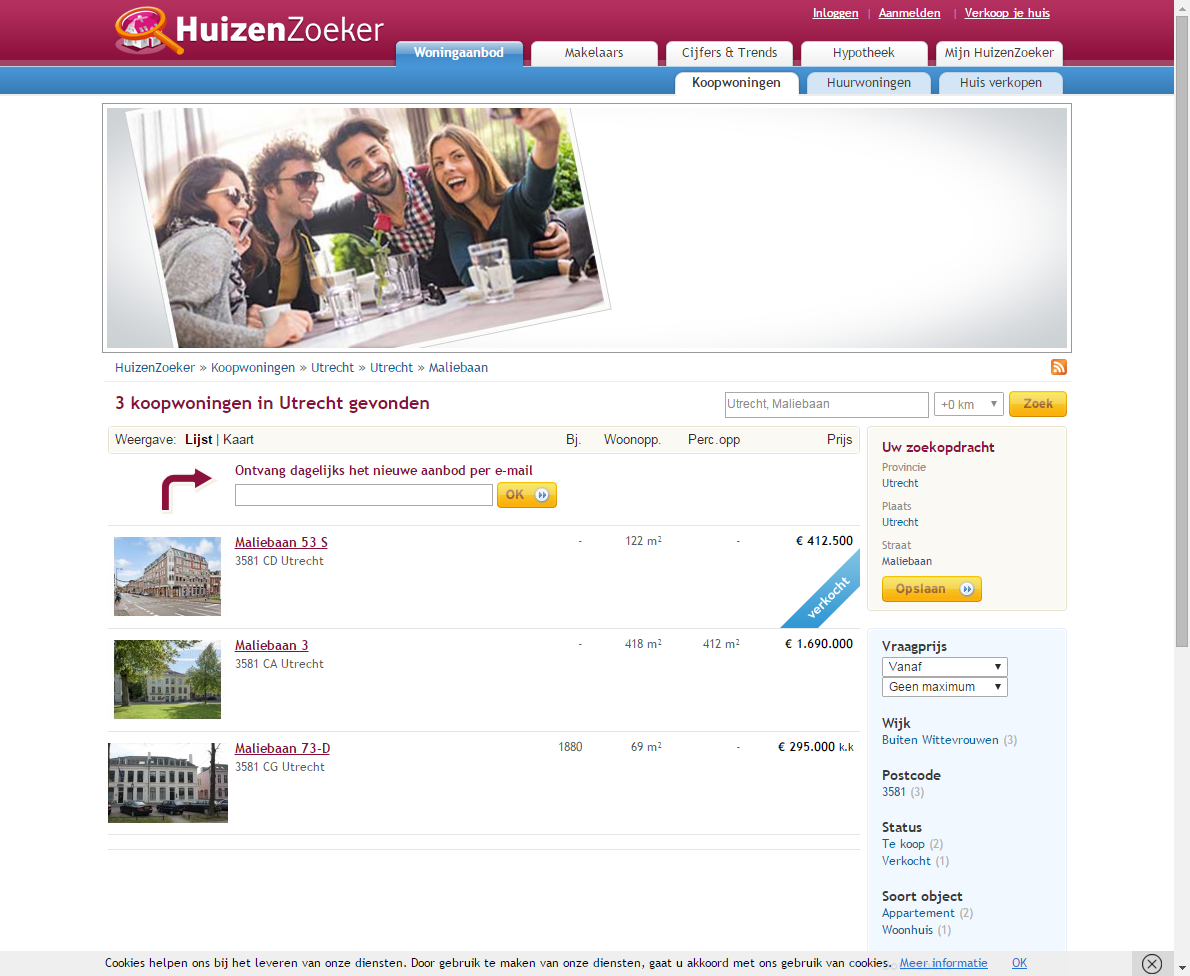 Inloggen | Aanmelden | Verkoop je huis
HuizenZoeker
Woningaanbod Makelaars Cijfers & Trends Hypotheek Mijn HuizenZoeker
Koopwoningen Huurwoningen Huis verkopen
HuizenZoeker » Koopwoningen » Utrecht » Utrecht » Maliebaan
3 koopwoningen in Utrecht gevonden
Utrecht, Maliebaan +0 km Zoek
Weergave: Lijst | Kaart Bj. Woonopp. Perc.opp Prijs
Ontvang dagelijks het nieuwe aanbod per e-mail
OK
Maliebaan 53 S - 122 m² - € 412.500
3581 CD Utrecht
verkocht
Maliebaan 3 - 418 m² 412 m² € 1.690.000
3581 CA Utrecht
Maliebaan 73-D 1880 69 m² - € 295.000 k.k
3581 CG Utrecht
Uw zoekopdracht
Provincie
Utrecht
Plaats
Utrecht
Straat
Maliebaan
Opslaan
Vraagprijs
Vanaf
Geen maximum
Wijk
Buiten Wittevrouwen (3)
Postcode
3581 (3)
Status
Te koop (2)
Verkocht (1)
Soort object
Appartement (2)
Woonhuis (1)
Cookies helpen ons bij het leveren van onze diensten. Door gebruik te maken van onze diensten, gaat u akkoord met ons gebruik van cookies. Meer informatie OK